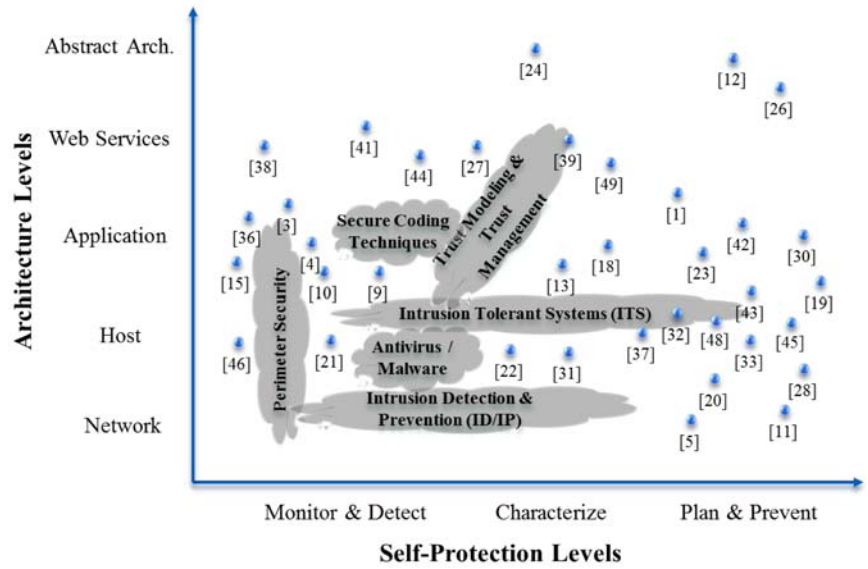 Abstract Arch.
[24]
[12]
[26]
Web Services
[38]
[41]
[44]
[27]
[39]
[49]
Architecture Levels
Application
[36]
[3]
[4]
[15]
[10]
[9]
Secure Coding
Techniques
Trust Modeling &
Trust
Management
[13]
[18]
[1]
[42]
[23]
[30]
[19]
Perimeter Security
Host
Intrusion Tolerant Systems (ITS)
[32]
[43]
[48]
[45]
[46]
[21]
Antivirus /
Malware
[22]
[31]
[37]
[33]
[28]
[20]
Network
Intrusion Detection &
Prevention (ID/IP)
[5]
[11]
Monitor & Detect
Characterize
Plan & Prevent
Self-Protection Levels